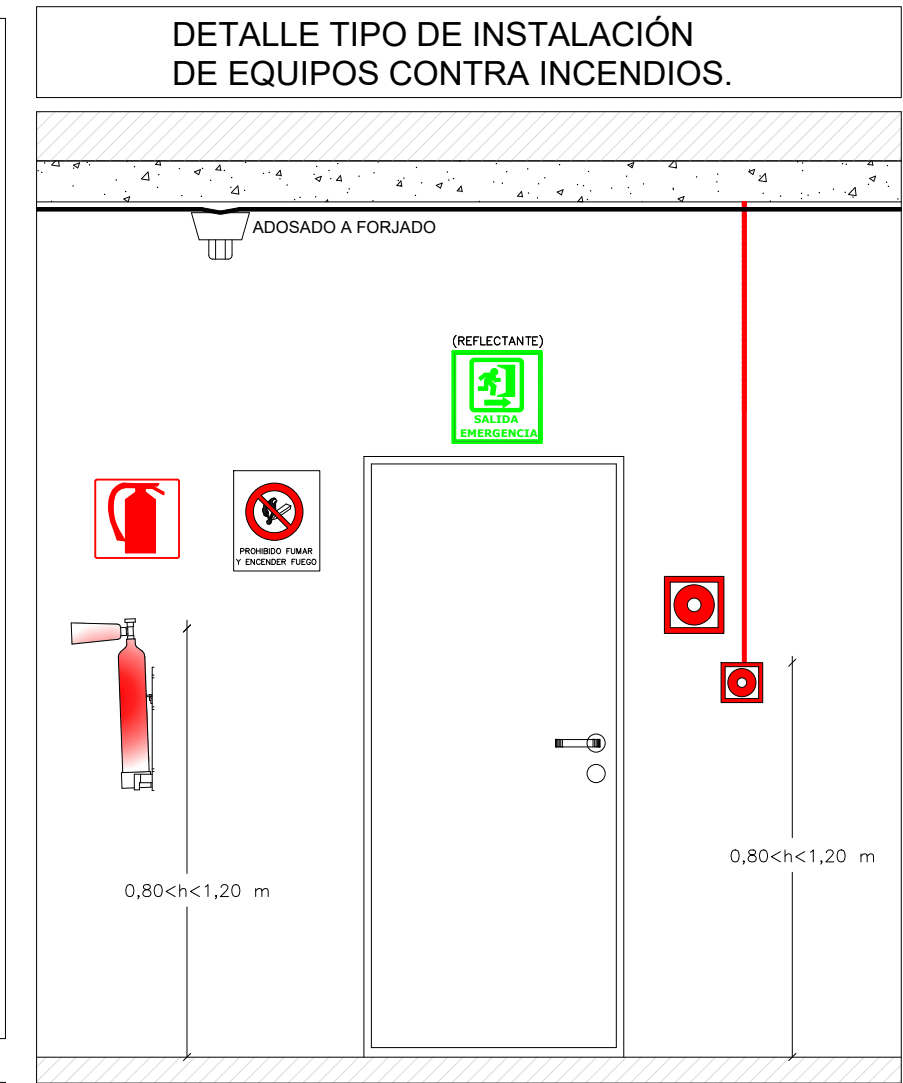 DETALLE TIPO DE INSTALACIÓN
DE EQUIPOS CONTRA INCENDIOS.
ADOSADO A FORJADO
(REFLECTANTE)
SALIDA
EMERGENCIA
PROHIBIDO FUMAR
Y ENCENDER FUEGO
0,80<h<1,20 m
0,80<h<1,20 m